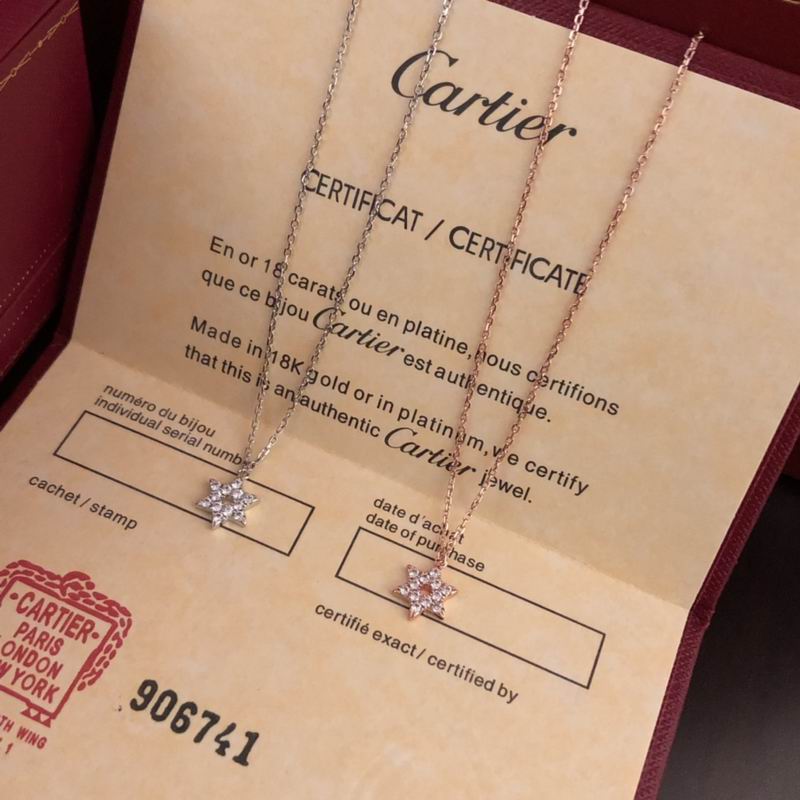 Cartier
CERTIFICAT / CERTIFICATE
En or 18 carats ou en platine, nous certifions
que ce bijou Cartier est authentique.
Made in 18K gold or in platinum, we certify
that this is an authentic Cartier jewel.
numéro du bijou
individual serial number
cachet / stamp
date d'achat
date of purchase
certifié exact / certified by
CARTIER
PARIS
LONDON
NEW YORK
TH WING
1
906741